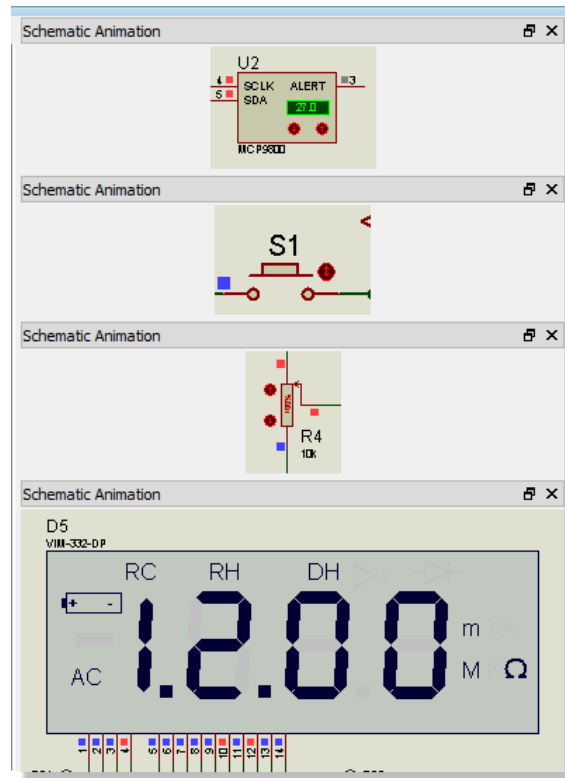 Schematic Animation
U2
4 SCLK ALERT 3
5 SDA
27.0
MCP9800
Schematic Animation
S1
Schematic Animation
100%
R4
10K
Schematic Animation
D5
VIM-332-DP
RC RH DH
+ -
1.2.0.0
m VA
AC M K Ω
1 2 3 4 5 6 7 8 9 10 11 12 13 14